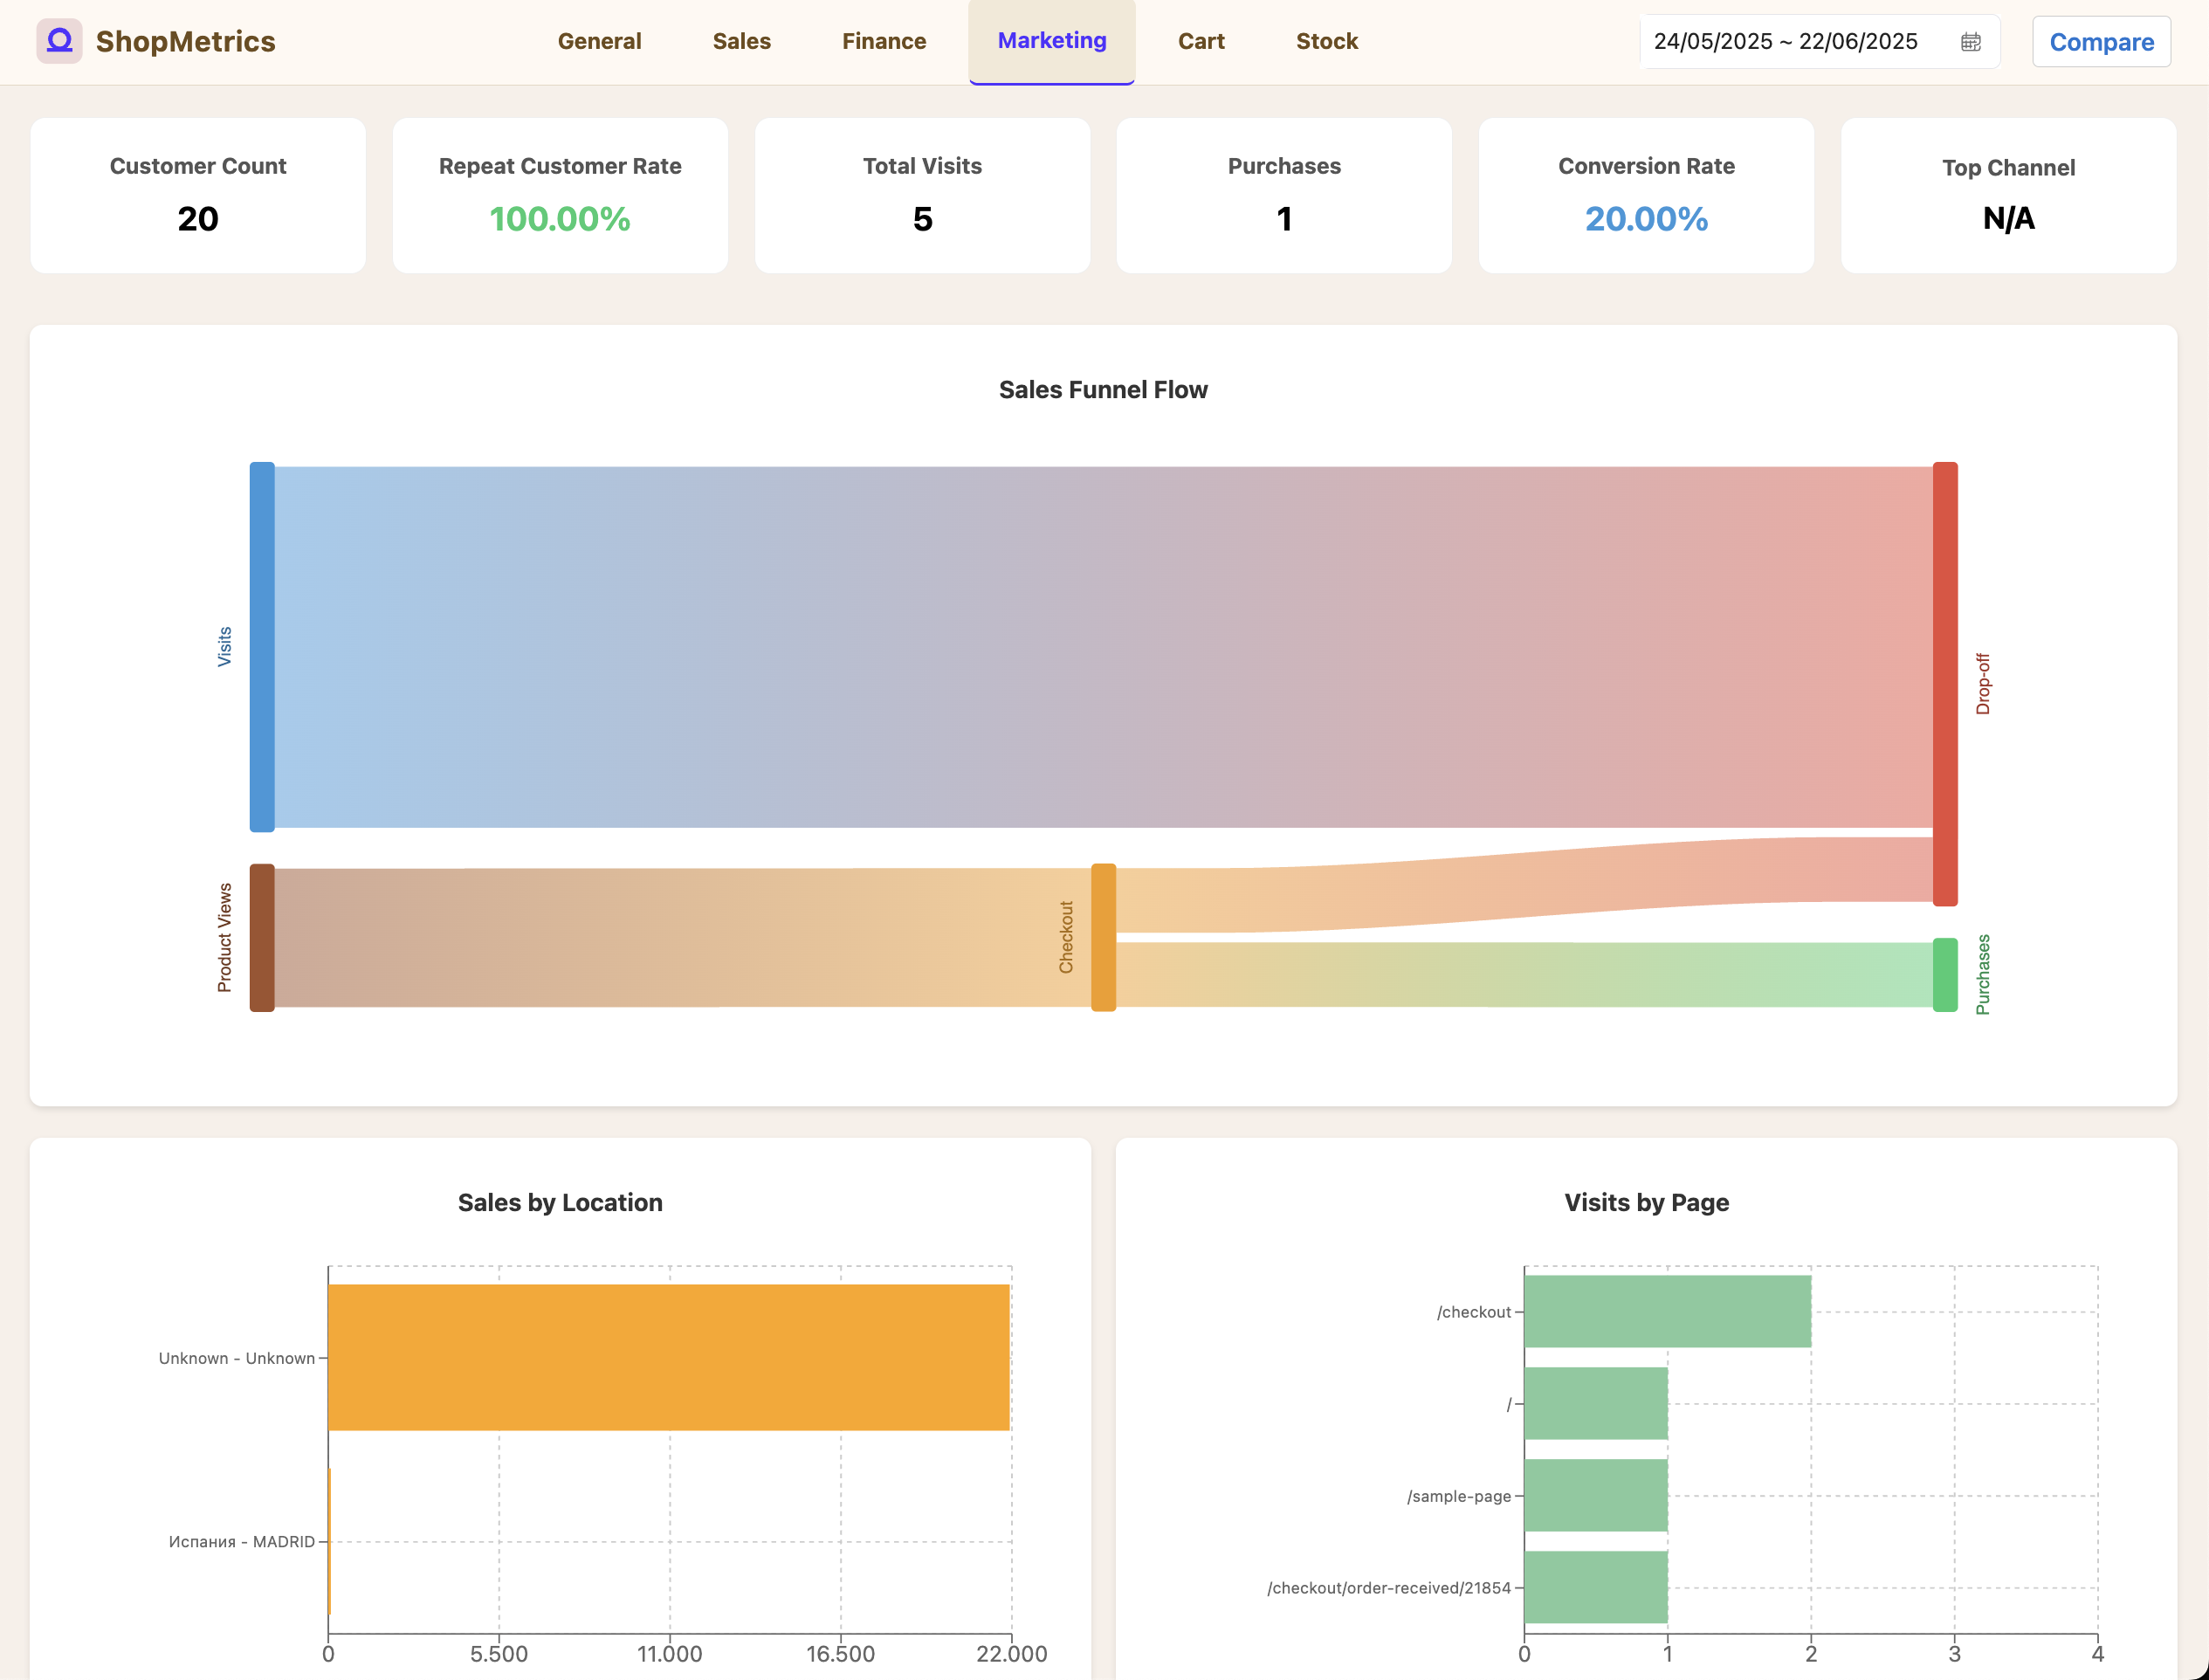 ShopMetrics
General Sales Finance Marketing Cart Stock
24/05/2025 ~ 22/06/2025
Compare
Customer Count
20
Repeat Customer Rate
100.00%
Total Visits
5
Purchases
1
Conversion Rate
20.00%
Top Channel
N/A
Sales Funnel Flow
Visits
Drop-off
Product Views
Checkout
Purchases
Sales by Location
Unknown - Unknown
Испания - MADRID
0 5.500 11.000 16.500 22.000
Visits by Page
/checkout
/
/sample-page
/checkout/order-received/21854
0 1 2 3 4